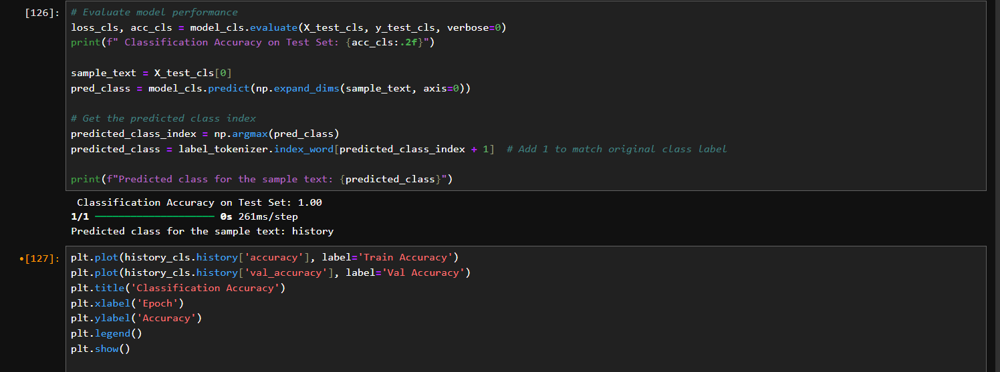 [126]:
# Evaluate model performance
loss_cls, acc_cls = model_cls.evaluate(X_test_cls, y_test_cls, verbose=0)
print(f" Classification Accuracy on Test Set: {acc_cls:.2f}")
sample_text = X_test_cls[0]
pred_class = model_cls.predict(np.expand_dims(sample_text, axis=0))
# Get the predicted class index
predicted_class_index = np.argmax(pred_class)
predicted_class = label_tokenizer.index_word[predicted_class_index + 1]  # Add 1 to match original class label
print(f"Predicted class for the sample text: {predicted_class}")
Classification Accuracy on Test Set: 1.00
1/1 ━━━━━━━━━━━━━━━━━━━━ 0s 261ms/step
Predicted class for the sample text: history
•[127]:
plt.plot(history_cls.history['accuracy'], label='Train Accuracy')
plt.plot(history_cls.history['val_accuracy'], label='Val Accuracy')
plt.title('Classification Accuracy')
plt.xlabel('Epoch')
plt.ylabel('Accuracy')
plt.legend()
plt.show()